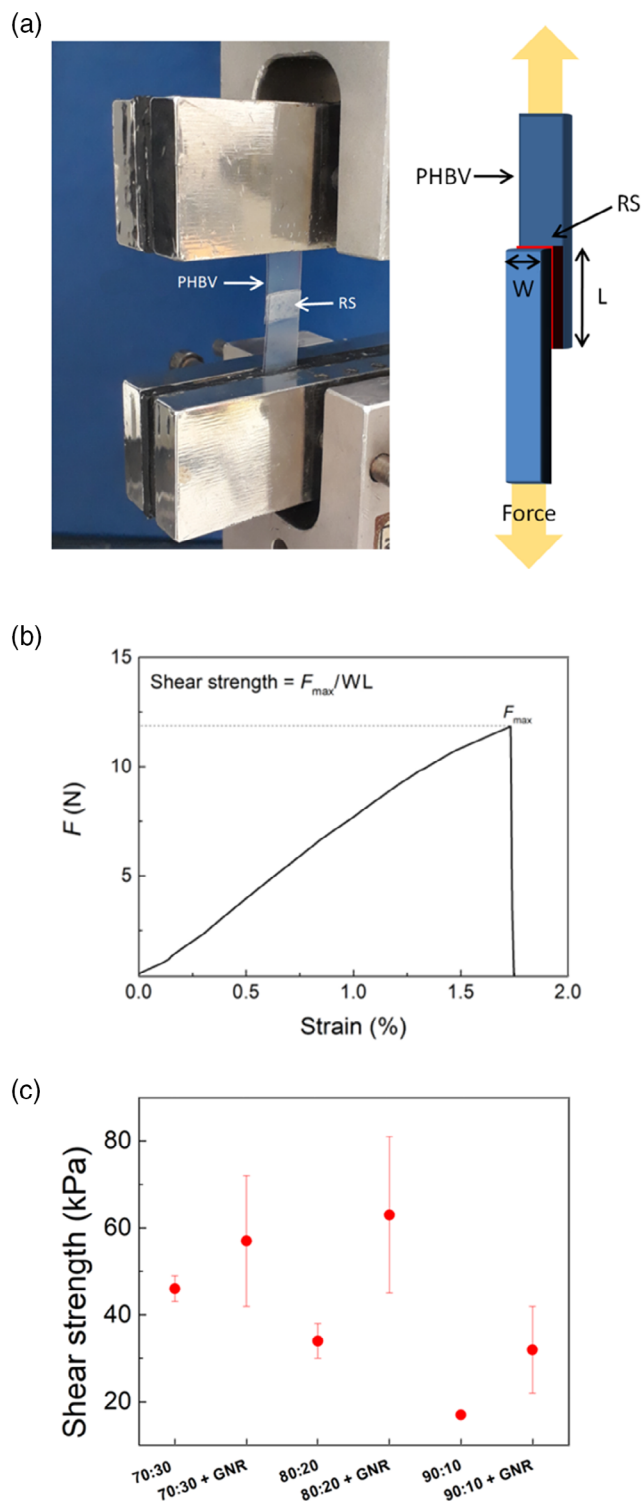 (a)
PHBV
RS
PHBV
RS
W
L
Force
(b)
Shear strength = Fmax/WL
Fmax
15
10
5
F (N)
0.0 0.5 1.0 1.5 2.0
Strain (%)
(c)
80
60
40
20
Shear strength (kPa)
70:30 70:30 + GNR 80:20 80:20 + GNR 90:10 90:10 + GNR